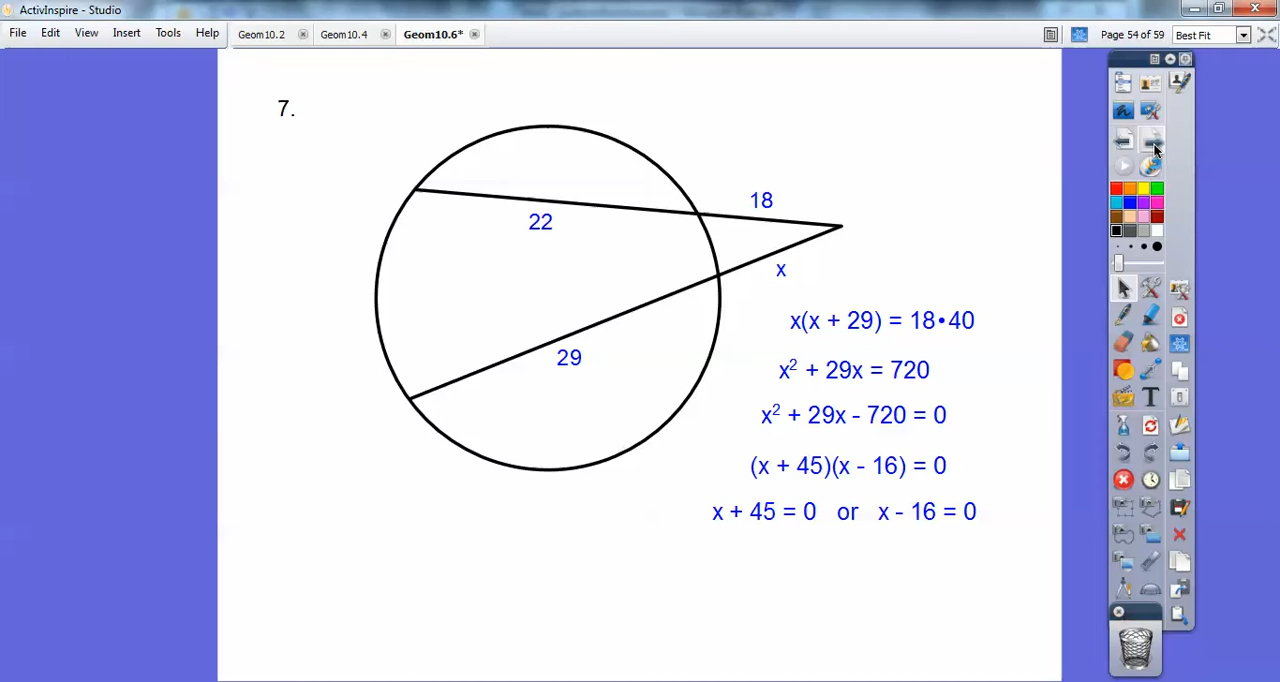 ActivInspire - Studio
File Edit View Insert Tools Help
Geom10.2 Geom10.4 Geom10.6* Page 54 of 59 Best Fit
7.
18
22
x
x(x + 29) = 18•40
29
x² + 29x = 720
x² + 29x - 720 = 0
(x + 45)(x - 16) = 0
x + 45 = 0 or x - 16 = 0